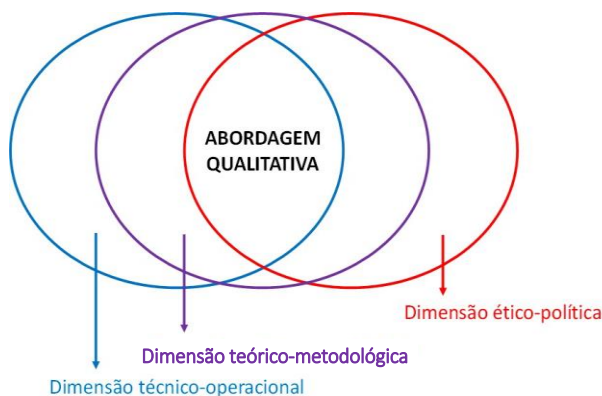 ABORDAGEM
QUALITATIVA
Dimensão ético-política
Dimensão teórico-metodológica
Dimensão técnico-operacional